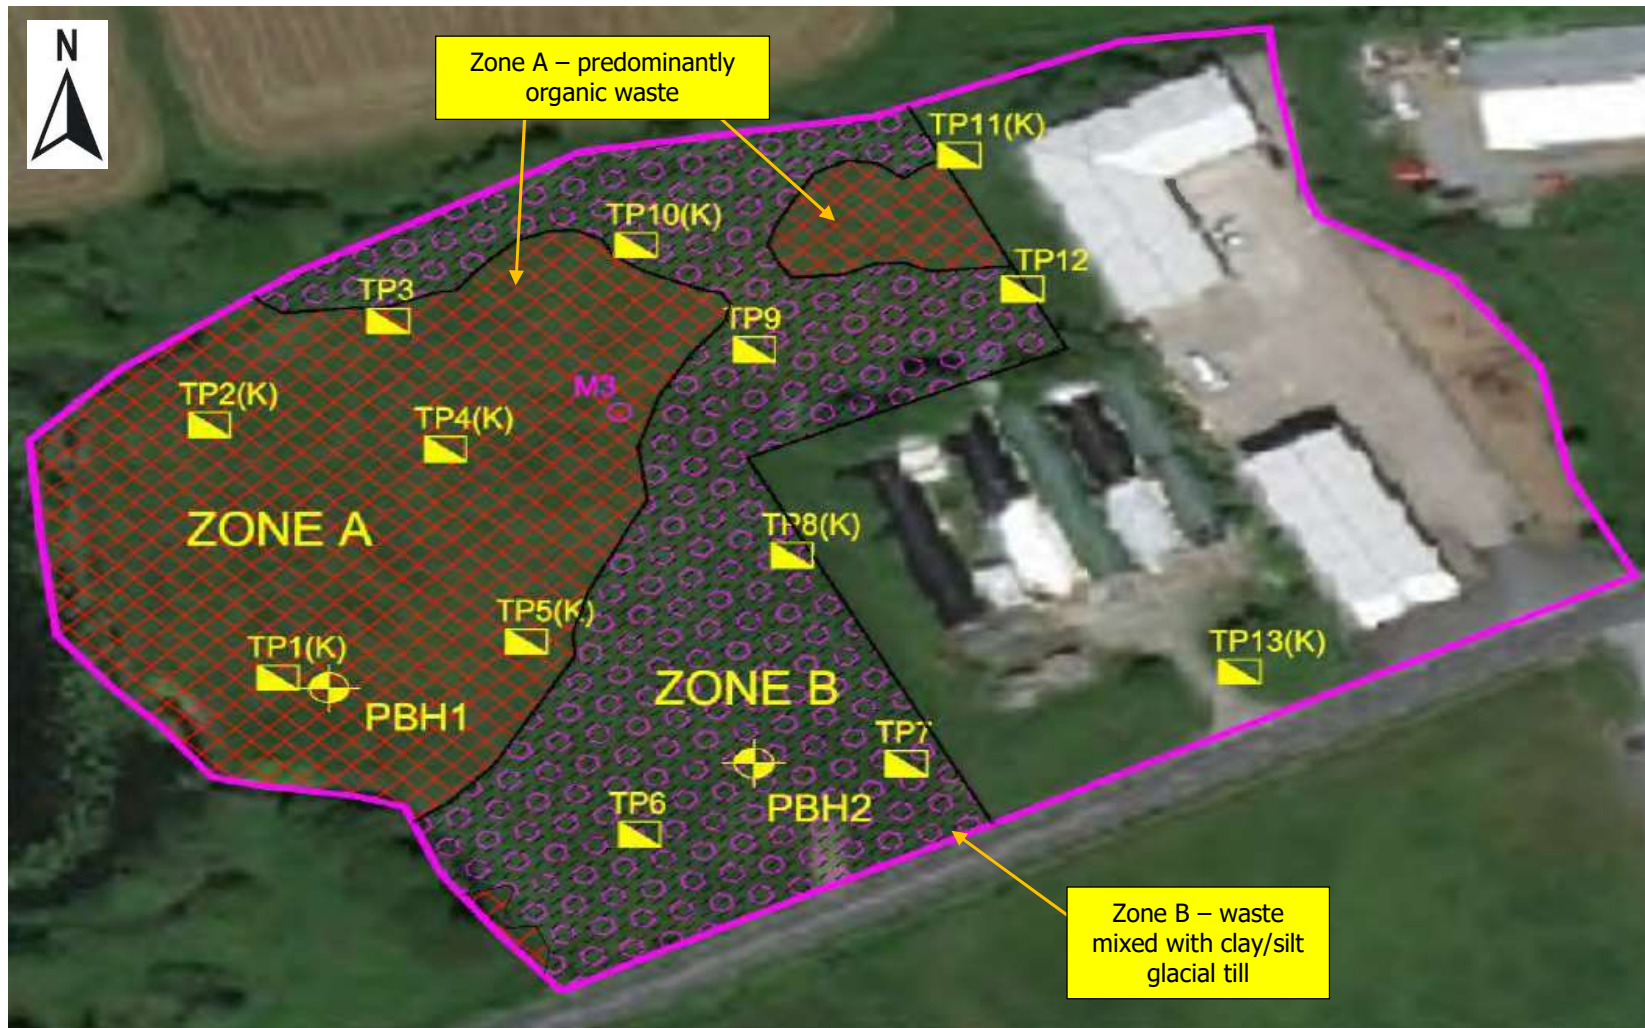 N
Zone A – predominantly
organic waste
TP11(K)
TP10(K)
TP12
TP3
TP9
M3
TP2(K)
TP4(K)
ZONE A
TP8(K)
TP5(K)
TP1(K)
TP13(K)
ZONE B
PBH1
TP7
PBH2
TP6
Zone B – waste
mixed with clay/silt
glacial till